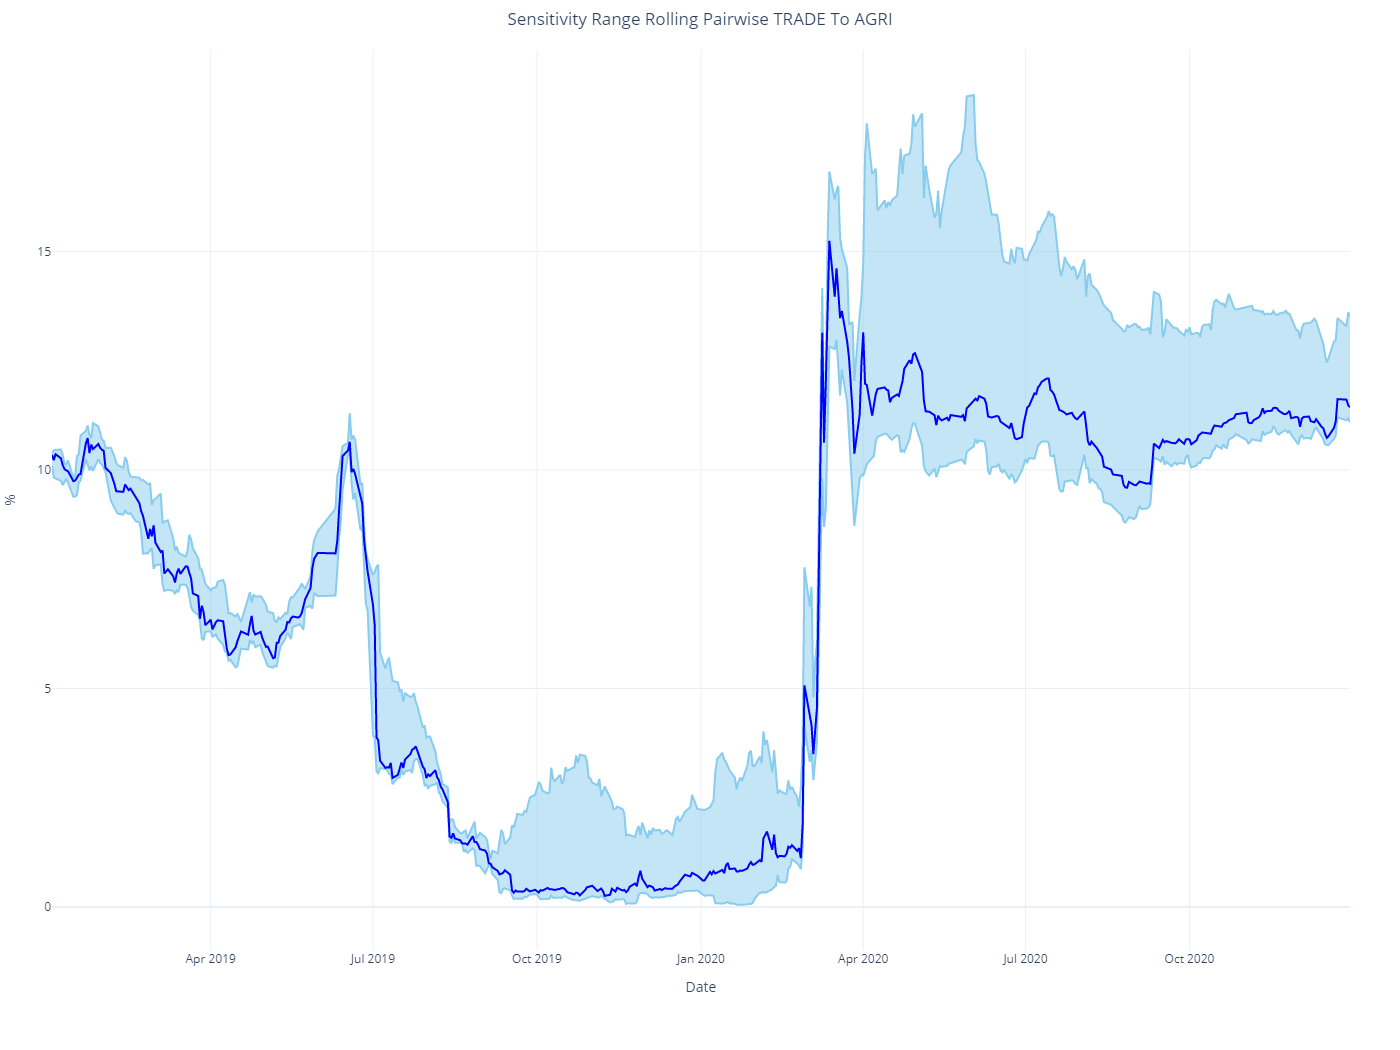 Sensitivity Range Rolling Pairwise TRADE To AGRI
15
10
5
0
%
Apr 2019
Jul 2019
Oct 2019
Jan 2020
Apr 2020
Jul 2020
Oct 2020
Date